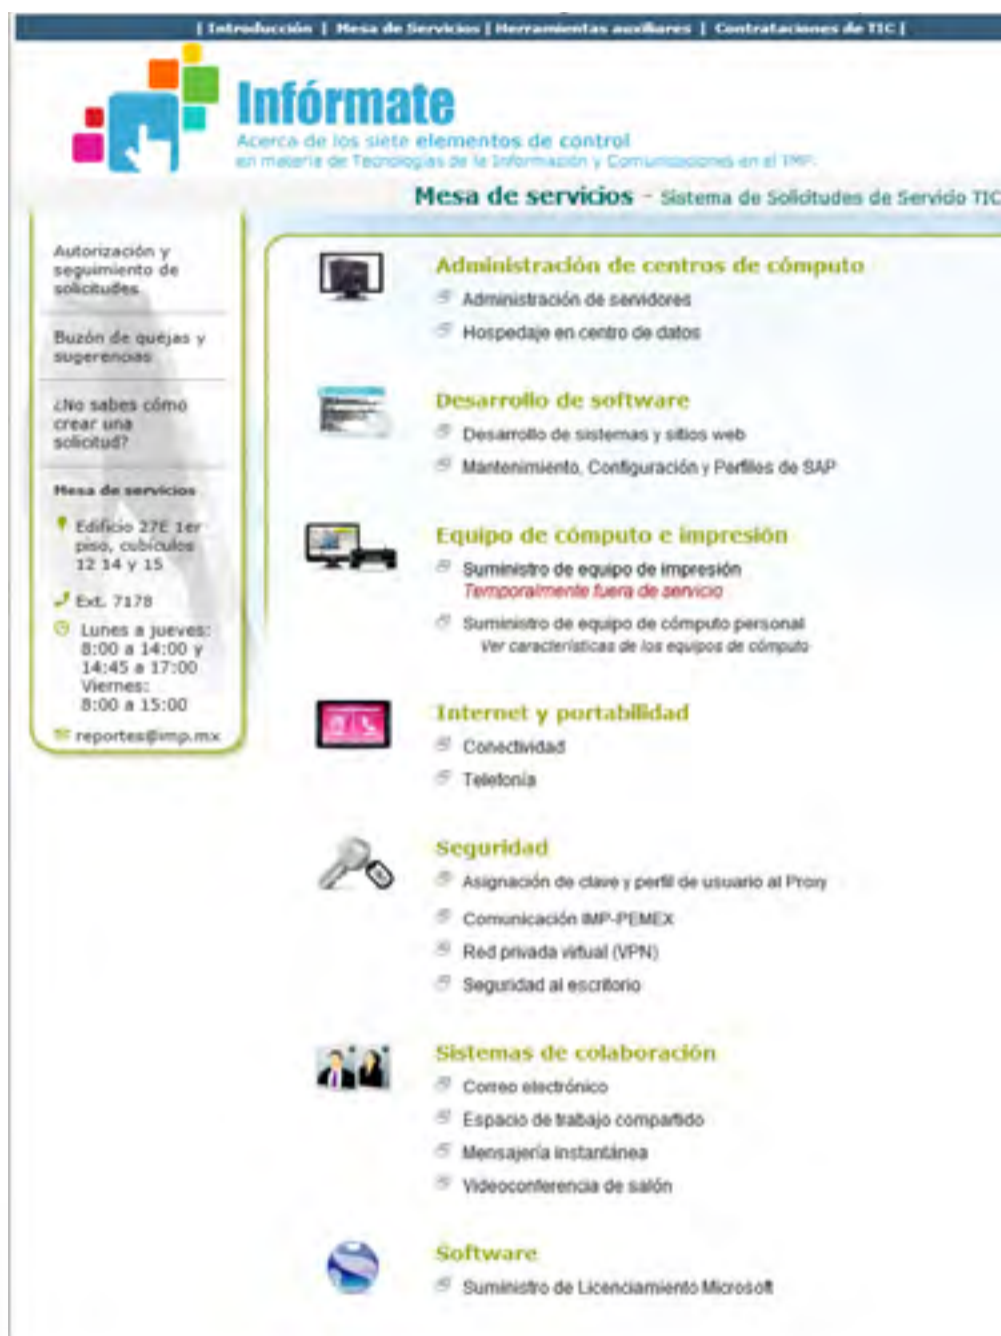 | Introducción | Mesa de Servicios | Herramientas auxiliares | Contrataciones de TIC |
Infórmate
Acerca de los siete elementos de control
en materia de Tecnologías de la Información y Comunicaciones en el IMP.
Mesa de servicios - Sistema de Solicitudes de Servicio TIC
Autorización y
seguimiento de
solicitudes
Buzón de quejas y
sugerencias
¿No sabes cómo
crear una
solicitud?
Mesa de servicios
Edificio 27E 1er
piso, cubículos
12 14 y 15
Ext. 7178
Lunes a jueves:
8:00 a 14:00 y
14:45 a 17:00
Viernes:
8:00 a 15:00
reportes@imp.mx
Administración de centros de cómputo
Administración de servidores
Hospedaje en centro de datos
Desarrollo de software
Desarrollo de sistemas y sitios web
Mantenimiento, Configuración y Perfiles de SAP
Equipo de cómputo e impresión
Suministro de equipo de impresión
Temporalmente fuera de servicio
Suministro de equipo de cómputo personal
Ver características de los equipos de cómputo
Internet y portabilidad
Conectividad
Telefonía
Seguridad
Asignación de clave y perfil de usuario al Proxy
Comunicación IMP-PEMEX
Red privada virtual (VPN)
Seguridad al escritorio
Sistemas de colaboración
Correo electrónico
Espacio de trabajo compartido
Mensajería instantánea
Videoconferencia de salón
Software
Suministro de Licenciamiento Microsoft